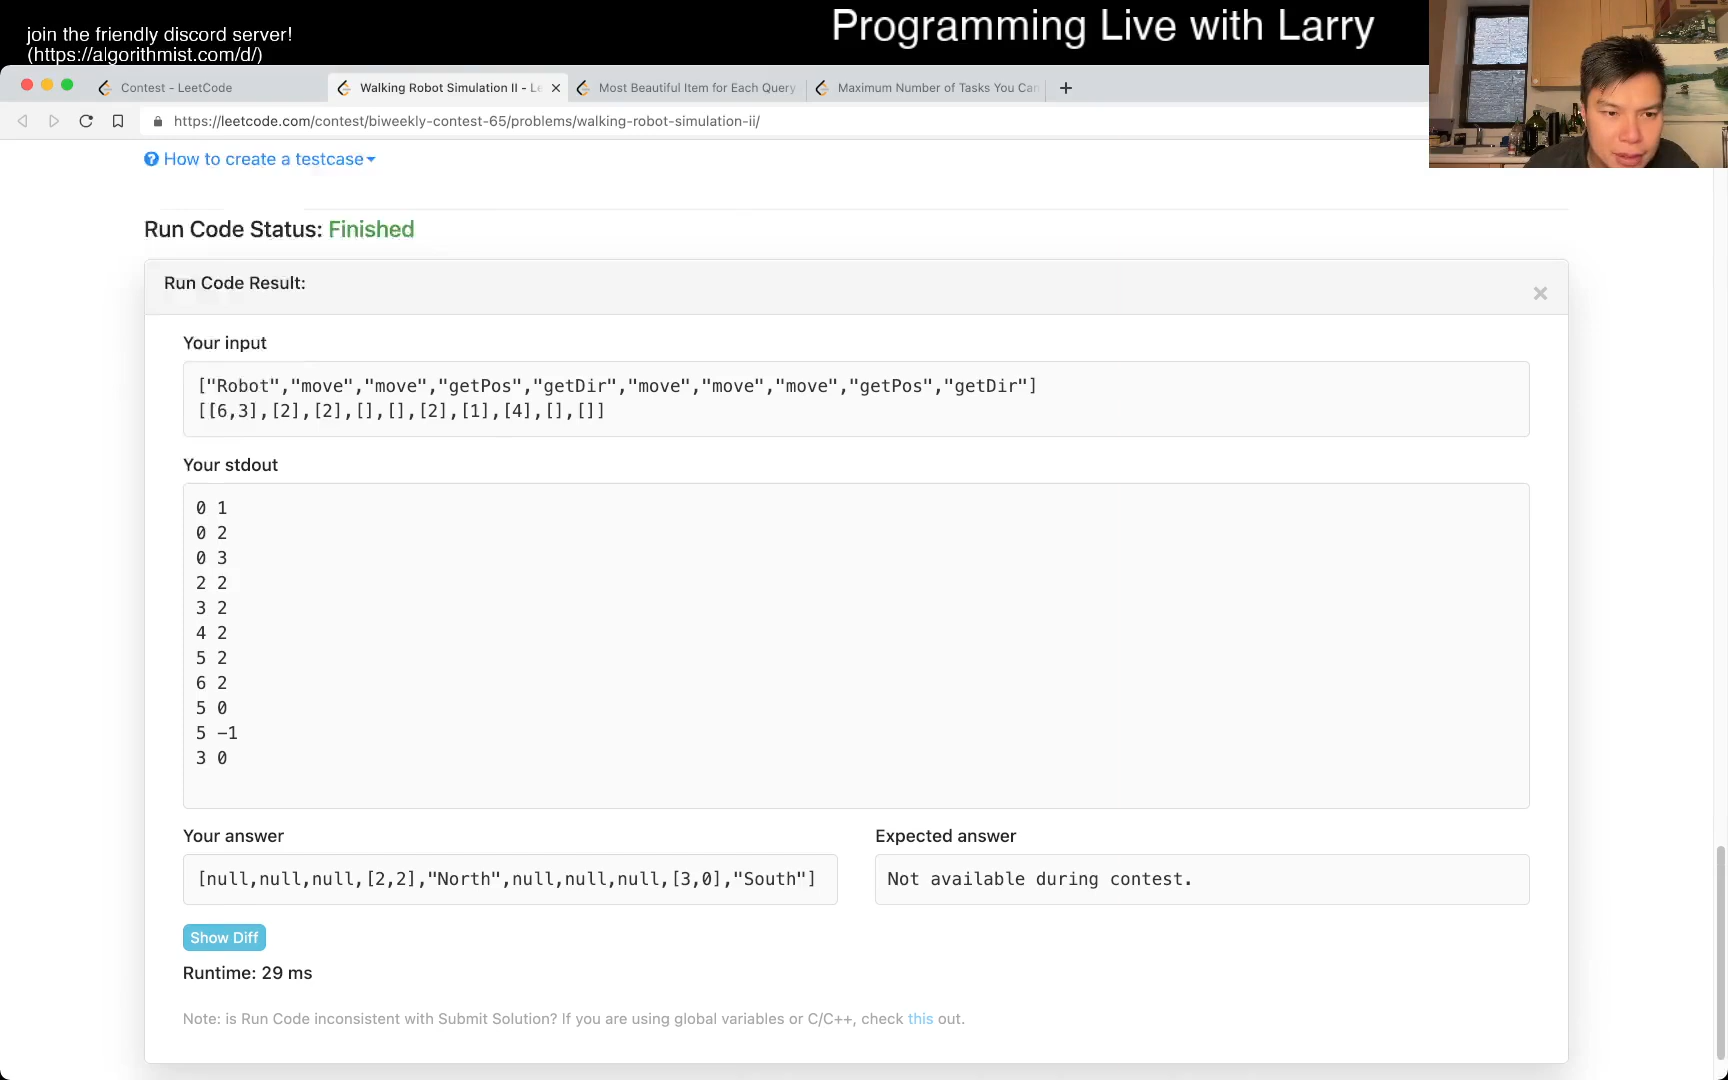 join the friendly discord server!
(https://algorithmist.com/d/)
Programming Live with Larry
Contest - LeetCode
Walking Robot Simulation II - Le
Most Beautiful Item for Each Query
Maximum Number of Tasks You Can
https://leetcode.com/contest/biweekly-contest-65/problems/walking-robot-simulation-ii/
How to create a testcase
Run Code Status: Finished
Run Code Result:
Your input
["Robot","move","move","getPos","getDir","move","move","move","getPos","getDir"]
[[6,3],[2],[2],[],[],[2],[1],[4],[],[]]
Your stdout
0 1
0 2
0 3
2 2
3 2
4 2
5 2
6 2
5 0
5 -1
3 0
Your answer
Expected answer
[null,null,null,[2,2],"North",null,null,null,[3,0],"South"]
Not available during contest.
Show Diff
Runtime: 29 ms
Note: is Run Code inconsistent with Submit Solution? If you are using global variables or C/C++, check this out.